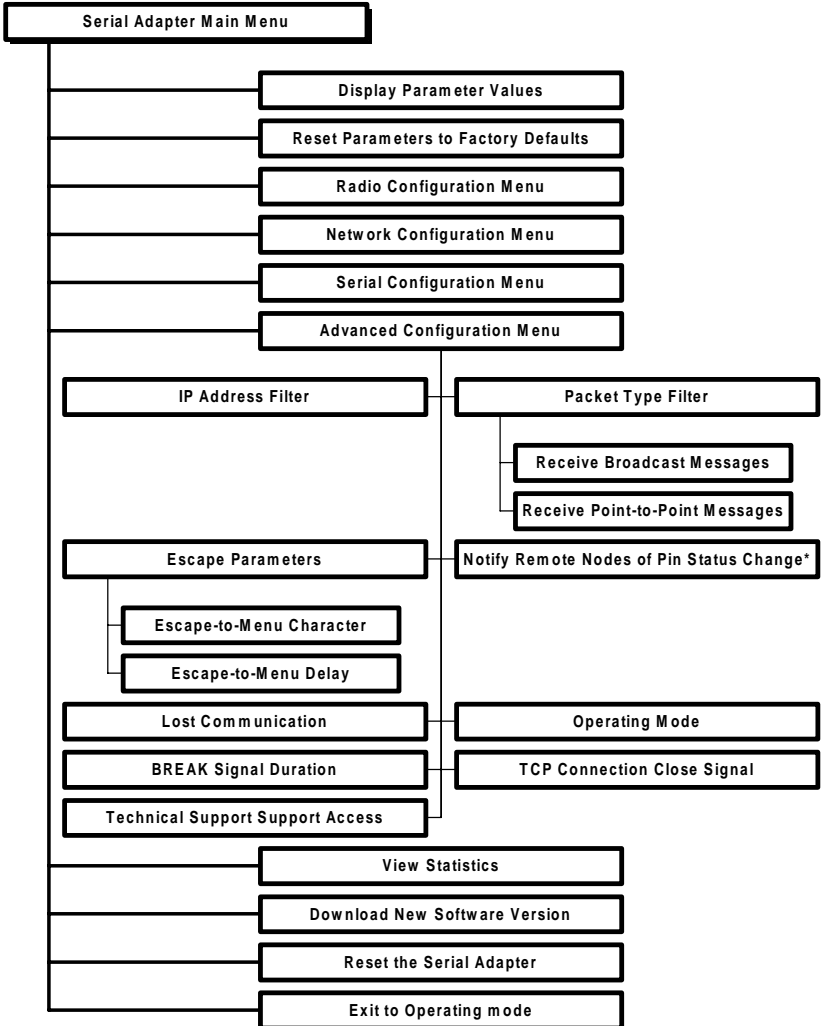 Serial Adapter Main Menu
Display Parameter Values
Reset Parameters to Factory Defaults
Radio Configuration Menu
Network Configuration Menu
Serial Configuration Menu
Advanced Configuration Menu
IP Address Filter
Packet Type Filter
Receive Broadcast Messages
Receive Point-to-Point Messages
Escape Parameters
Notify Remote Nodes of Pin Status Change*
Escape-to-Menu Character
Escape-to-Menu Delay
Lost Communication
Operating Mode
BREAK Signal Duration
TCP Connection Close Signal
Technical Support Support Access
View Statistics
Download New Software Version
Reset the Serial Adapter
Exit to Operating mode